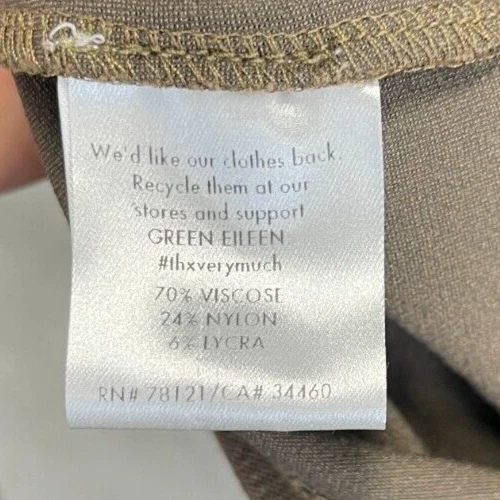 We'd like our clothes back.
Recycle them at our
stores and support
GREEN EILEEN
#thxverymuch
70% VISCOSE
24% NYLON
6% LYCRA
RN# 78121/CA# 34460